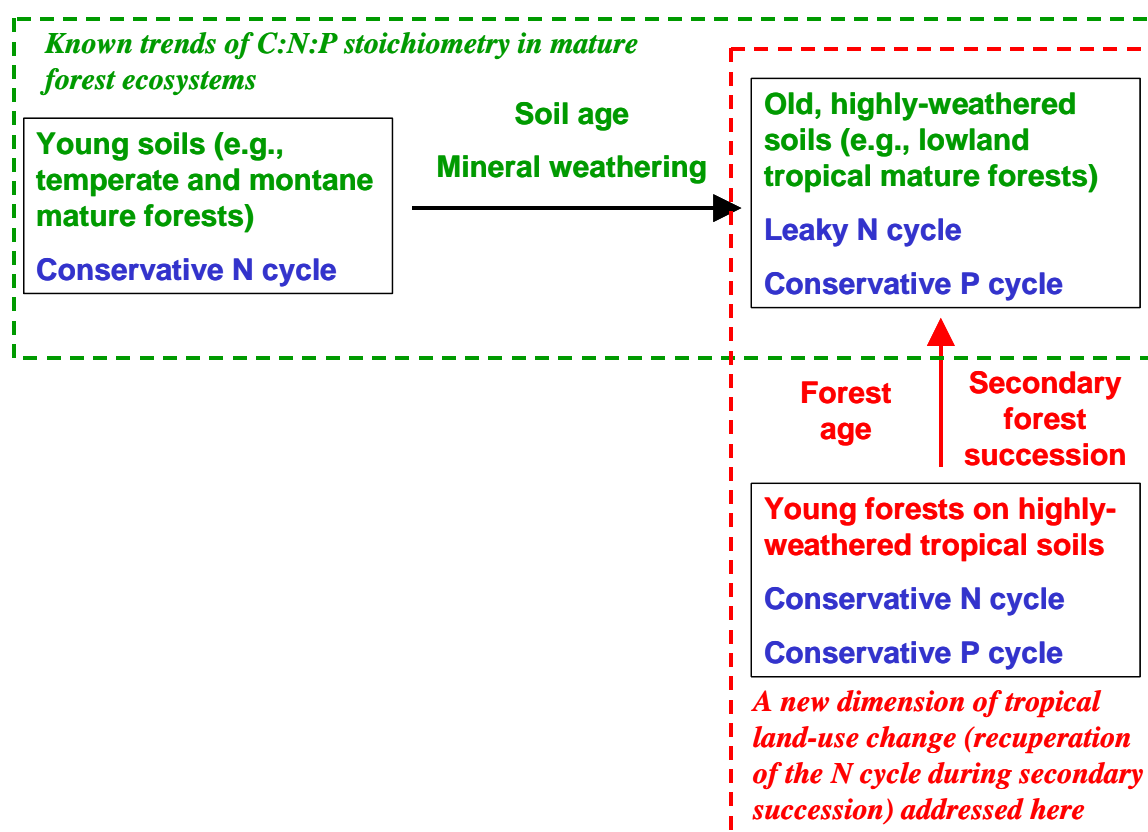 Known trends of C:N:P stoichiometry in mature
forest ecosystems
Young soils (e.g.,
temperate and montane
mature forests)
Conservative N cycle
Soil age
Mineral weathering
Old, highly-weathered
soils (e.g., lowland
tropical mature forests)
Leaky N cycle
Conservative P cycle
Forest
age
Secondary
forest
succession
Young forests on highly-
weathered tropical soils
Conservative N cycle
Conservative P cycle
A new dimension of tropical
land-use change (recuperation
of the N cycle during secondary
succession) addressed here